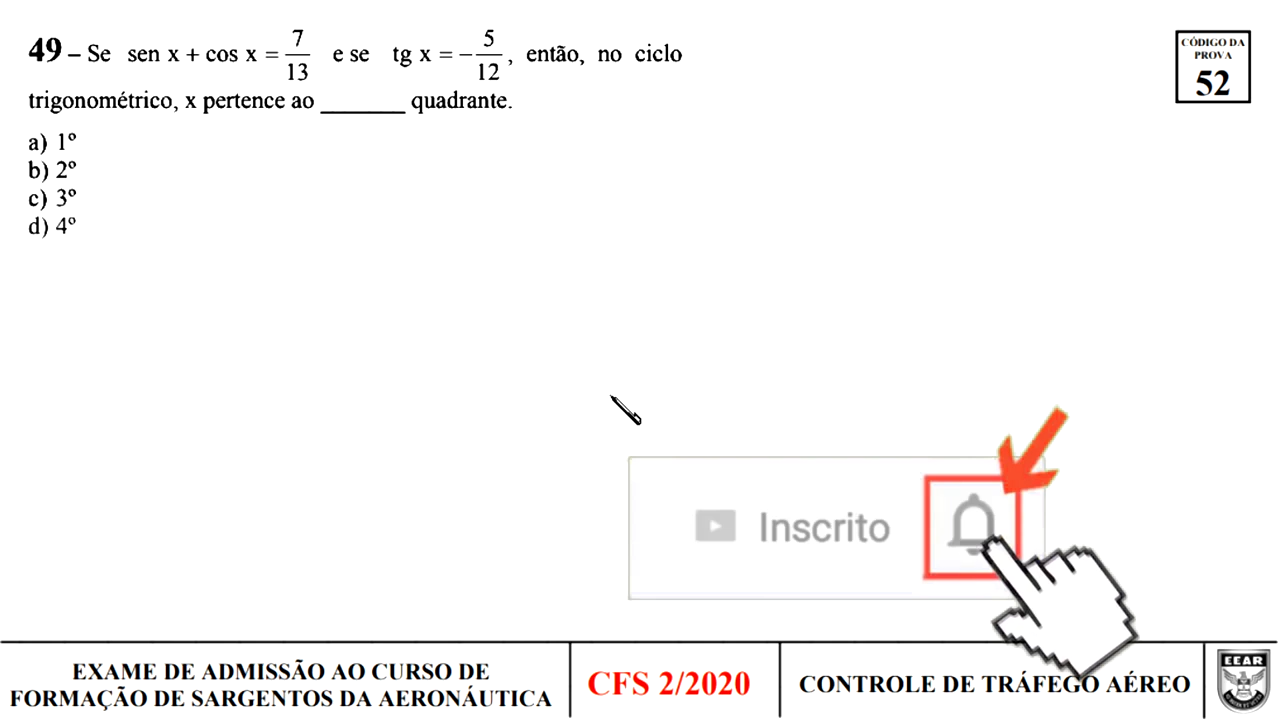 49 – Se sen x + cos x = 7/13 e se tg x = − 5/12, então, no ciclo
trigonométrico, x pertence ao _______ quadrante.
a) 1º
b) 2º
c) 3º
d) 4º
CÓDIGO DA
PROVA
52
Inscrito
EXAME DE ADMISSÃO AO CURSO DE
FORMAÇÃO DE SARGENTOS DA AERONÁUTICA
CFS 2/2020
CONTROLE DE TRÁFEGO AÉREO
EEAR